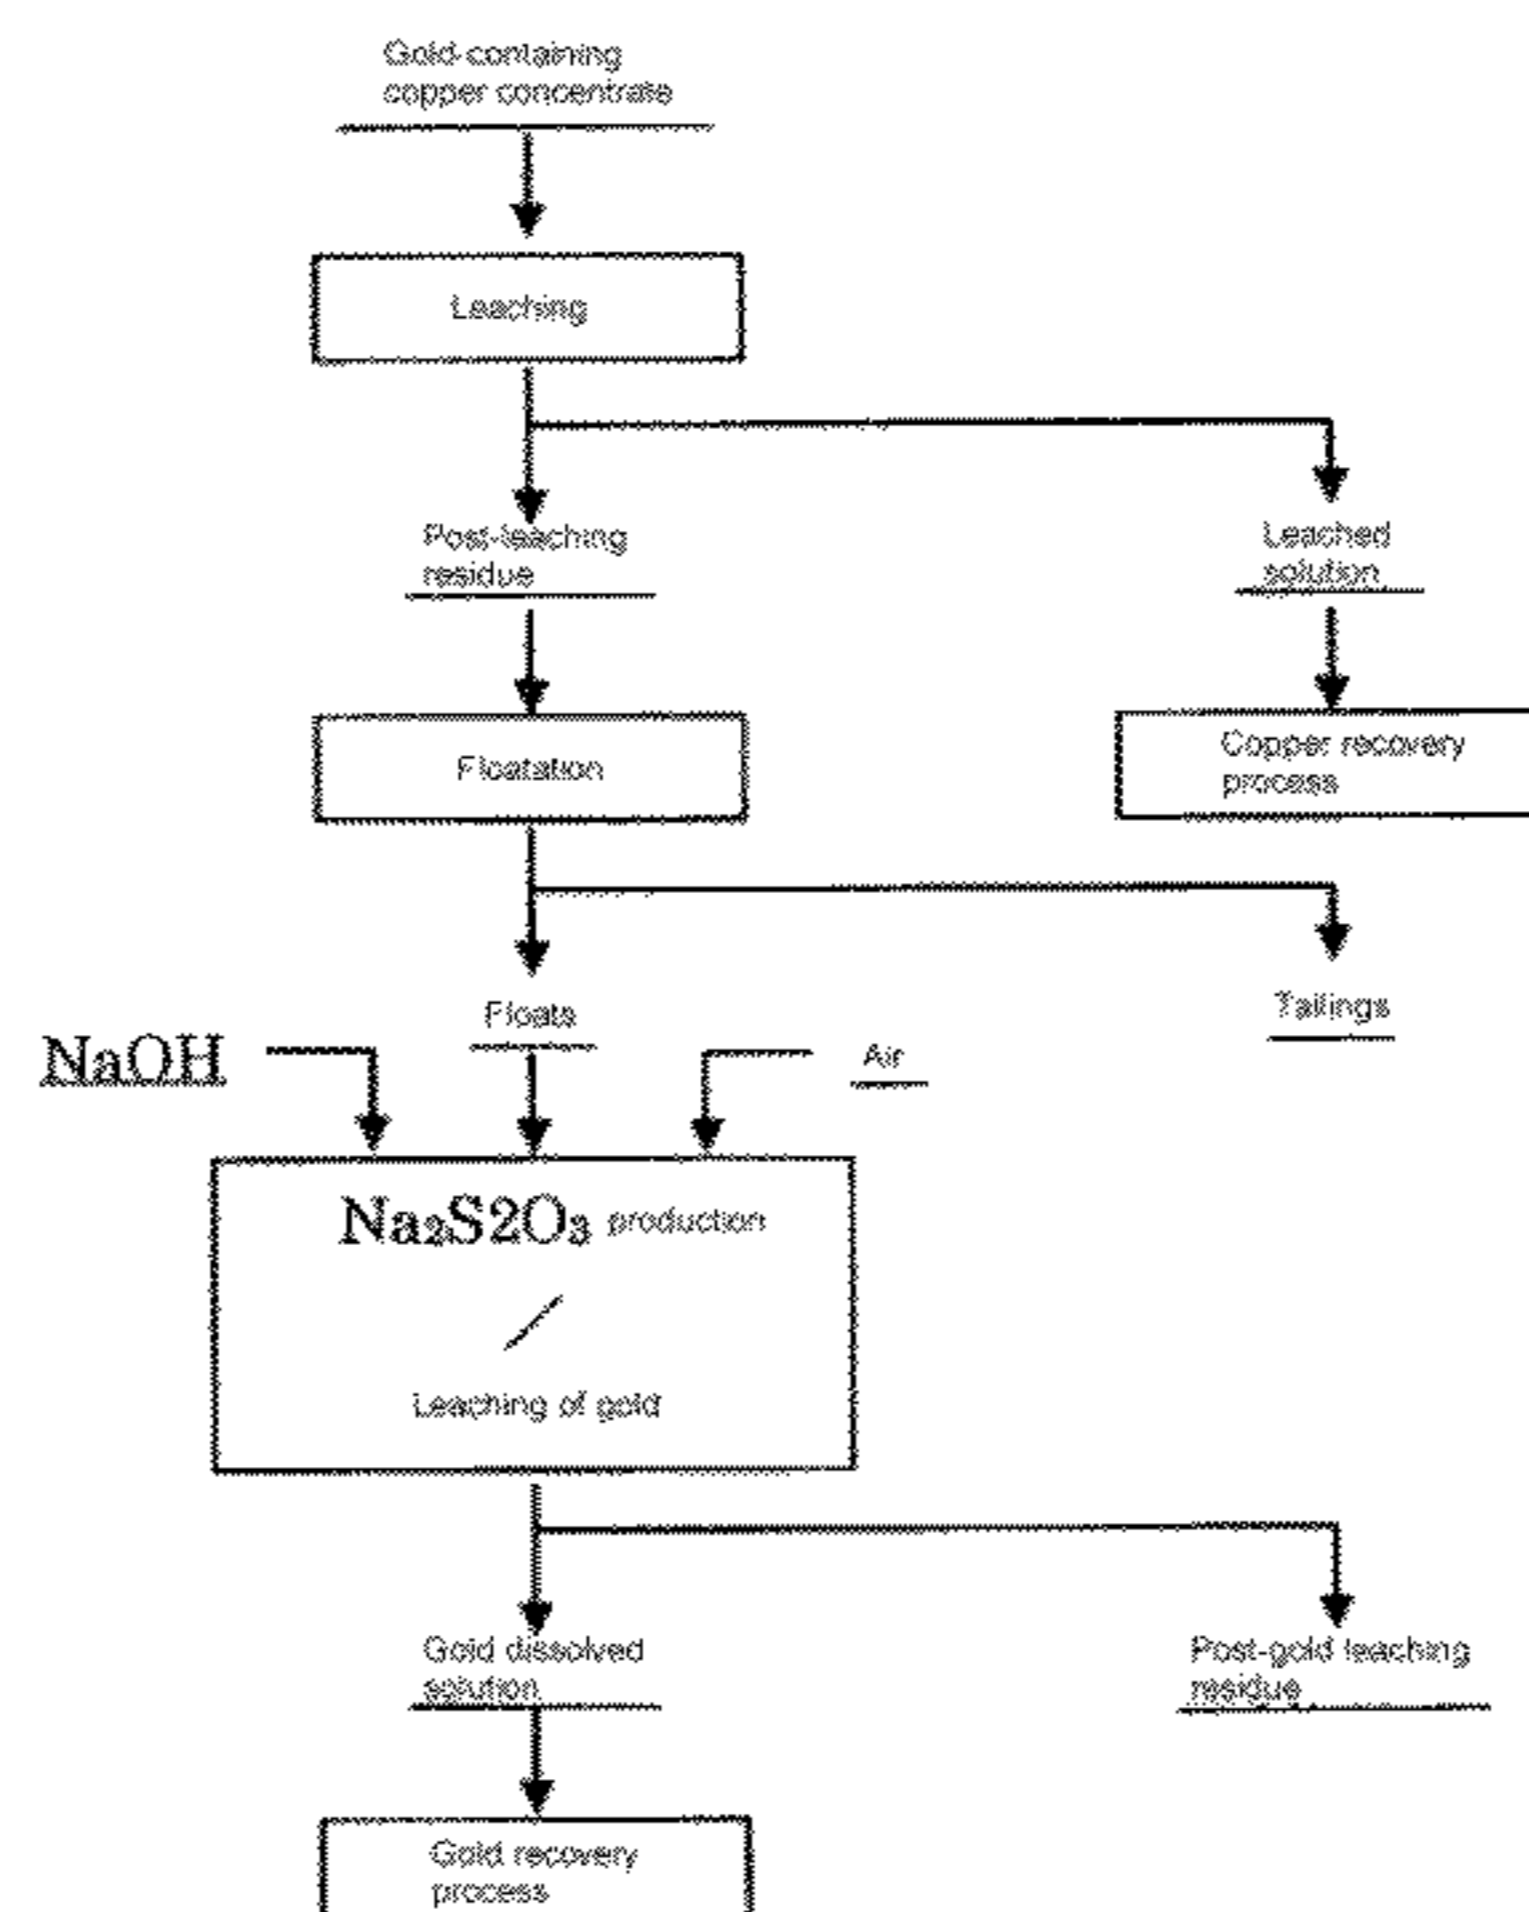 Gold-containing
copper concentrate
Leaching
Post-leaching
residue
Leached
solution
Floatation
Copper recovery
process
Floats
Tailings
NaOH
Air
Na₂S2O₃ production
Leaching of gold
Gold dissolved
solution
Post-gold leaching
residue
Gold recovery
process